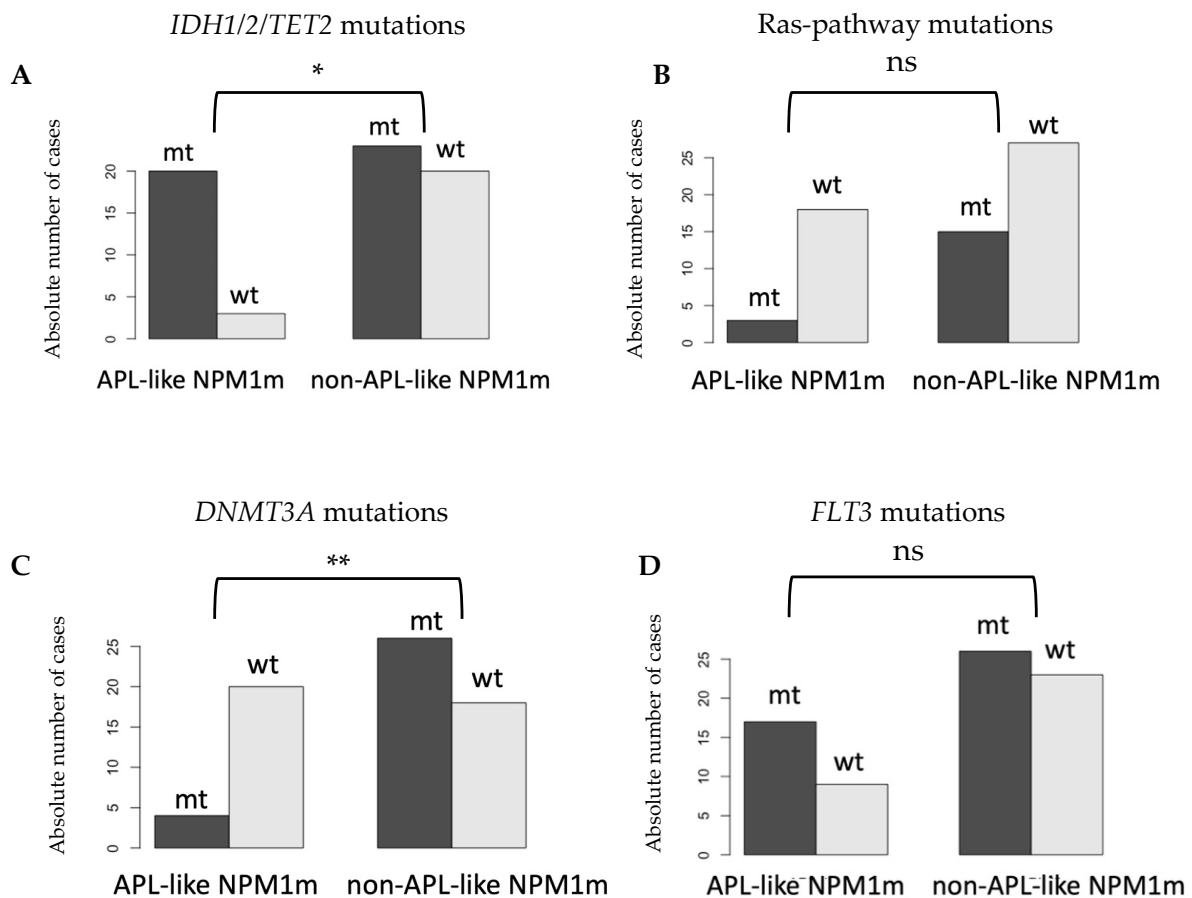 IDH1/2/TET2 mutations
A
*
Absolute number of cases
20
15
10
5
0
mt
wt
mt
wt
APL-like NPM1m
non-APL-like NPM1m
Ras-pathway mutations
B
ns
Absolute number of cases
25
20
15
10
5
0
mt
wt
mt
wt
APL-like NPM1m
non-APL-like NPM1m
DNMT3A mutations
C
**
Absolute number of cases
25
20
15
10
5
0
mt
wt
mt
wt
APL-like NPM1m
non-APL-like NPM1m
FLT3 mutations
D
ns
Absolute number of cases
25
20
15
10
5
0
mt
wt
mt
wt
APL-like NPM1m
non-APL-like NPM1m